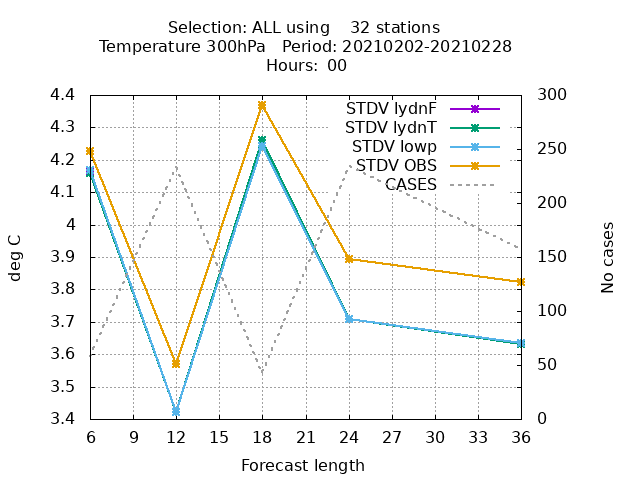 Selection: ALL using    32 stations
Temperature 300hPa   Period: 20210202-20210228
Hours: 00
STDV lydnF
STDV lydnT
STDV lowp
STDV OBS
CASES
4.4
4.3
4.2
4.1
4
3.9
3.8
3.7
3.6
3.5
3.4
deg C
300
250
200
150
100
50
0
No cases
6 9 12 15 18 21 24 27 30 33 36
Forecast length